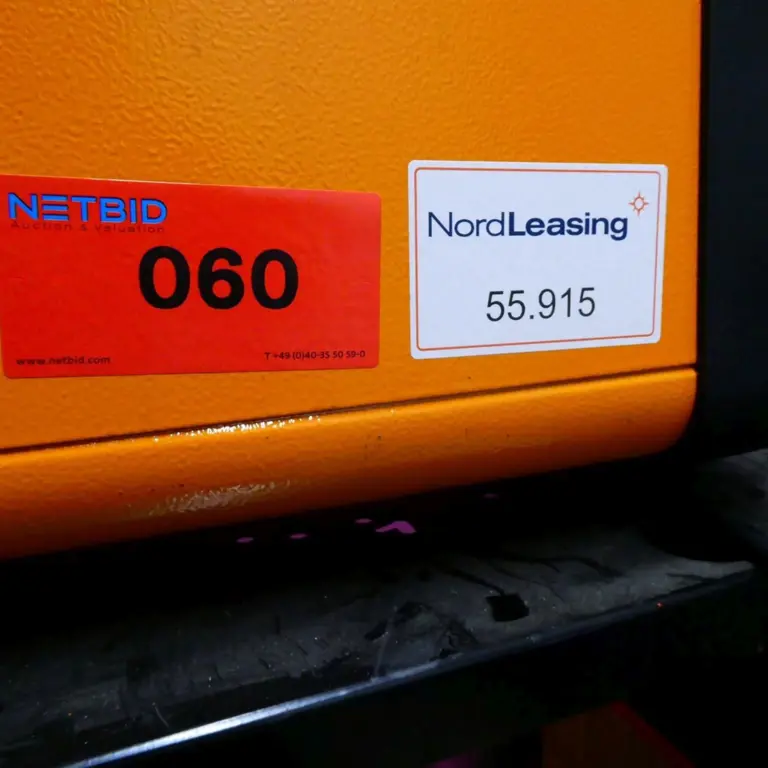 NETBID
Auction & Valuation
060
www.netbid.com
T +49 (0)40-35 50 59-0
NordLeasing
55.915